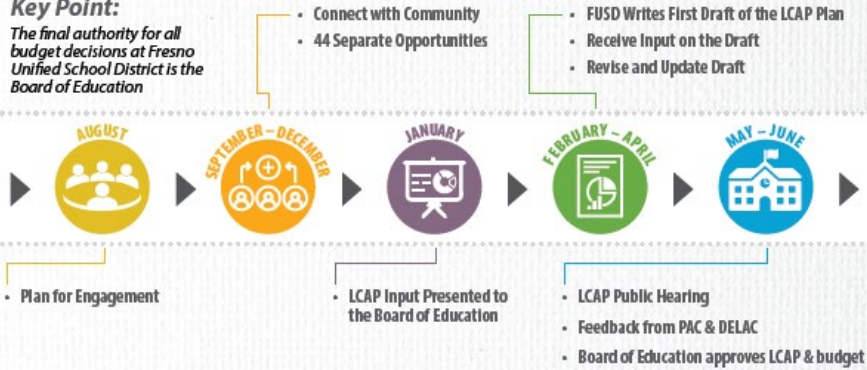 Key Point:
The final authority for all
budget decisions at Fresno
Unified School District is the
Board of Education
• Connect with Community
• 44 Separate Opportunities
• FUSD Writes First Draft of the LCAP Plan
• Receive Input on the Draft
• Revise and Update Draft
AUGUST
SEPTEMBER – DECEMBER
JANUARY
FEBRUARY – APRIL
MAY – JUNE
• Plan for Engagement
• LCAP Input Presented to
the Board of Education
• LCAP Public Hearing
• Feedback from PAC & DELAC
• Board of Education approves LCAP & budget